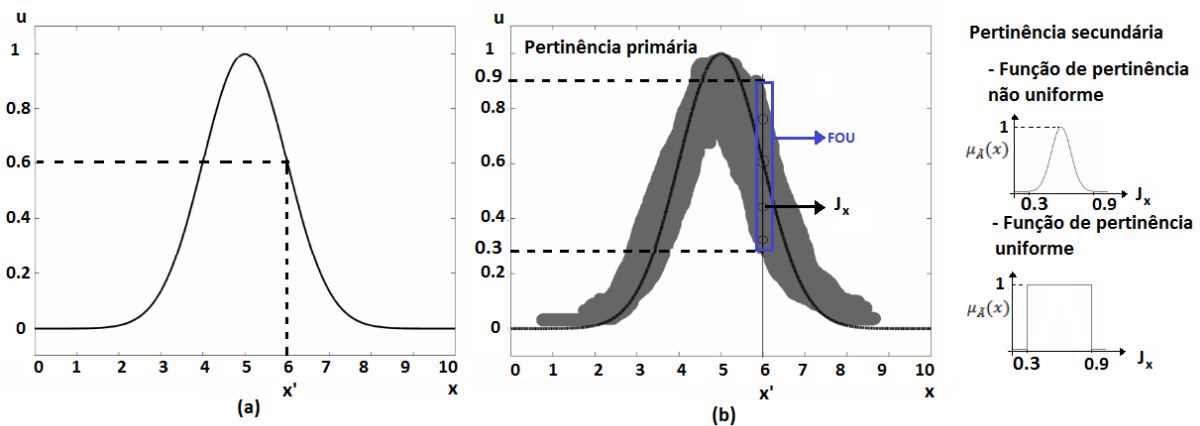 u
1
0.8
0.6
0.4
0.2
0
0 1 2 3 4 5 6 7 8 9 10
x' x
(a)
u
Pertinência primária
1
0.9
0.8
0.6
0.4
0.3
0.2
0
FOU
Jx
0 1 2 3 4 5 6 7 8 9 10
x' x
(b)
Pertinência secundária
- Função de pertinência
não uniforme
1
μÃ(x)
0.3 0.9 Jx
- Função de pertinência
uniforme
1
μÃ(x)
0.3 0.9 Jx